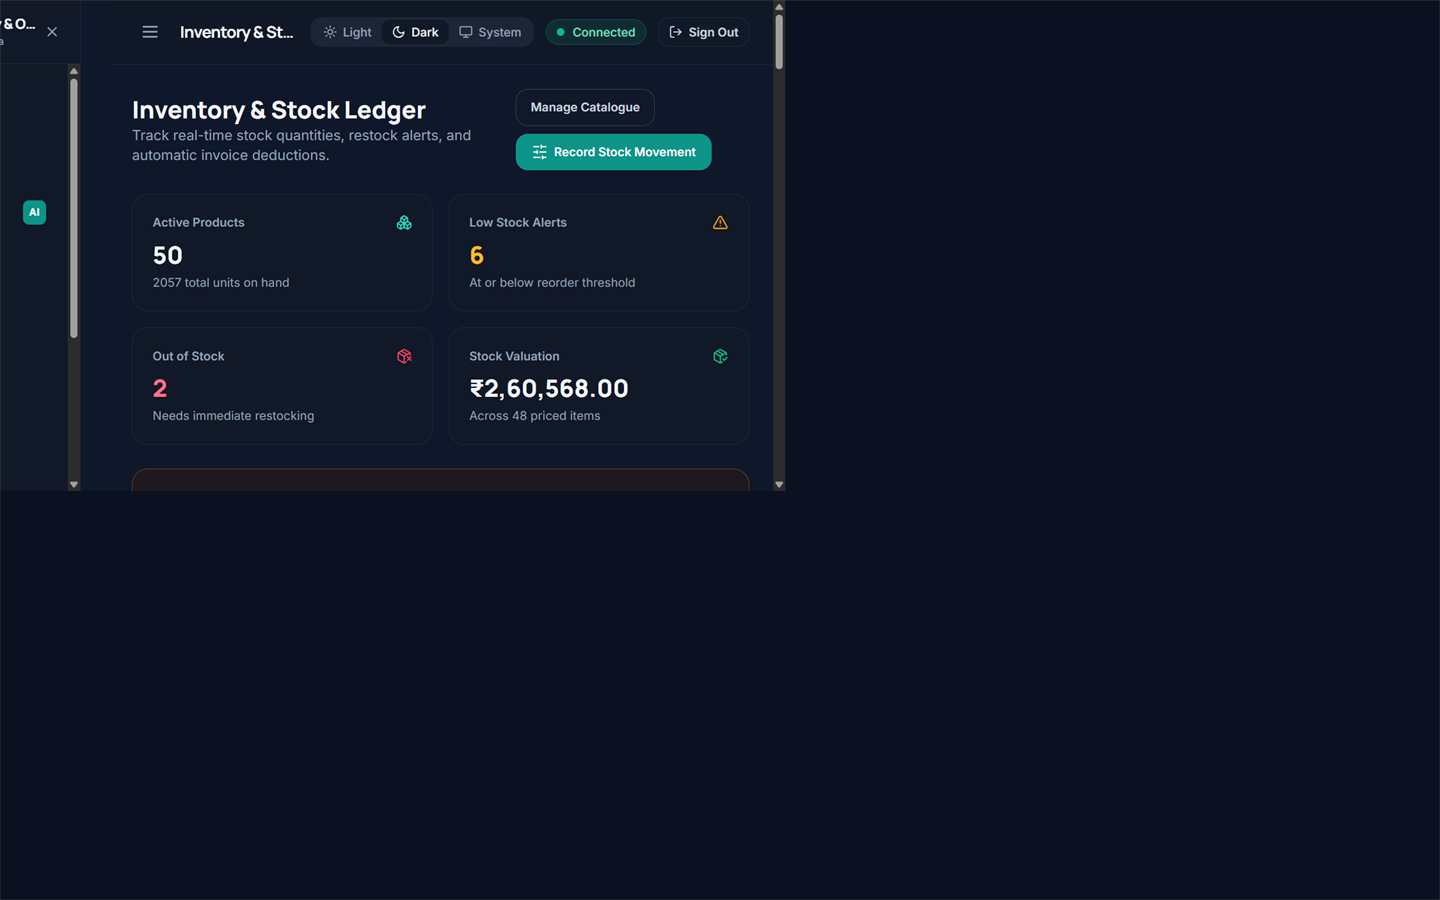 & O...
a
AI
Inventory & St...
Light
Dark
System
Connected
Sign Out
Inventory & Stock Ledger
Track real-time stock quantities, restock alerts, and
automatic invoice deductions.
Manage Catalogue
Record Stock Movement
Active Products
50
2057 total units on hand
Low Stock Alerts
6
At or below reorder threshold
Out of Stock
2
Needs immediate restocking
Stock Valuation
₹2,60,568.00
Across 48 priced items